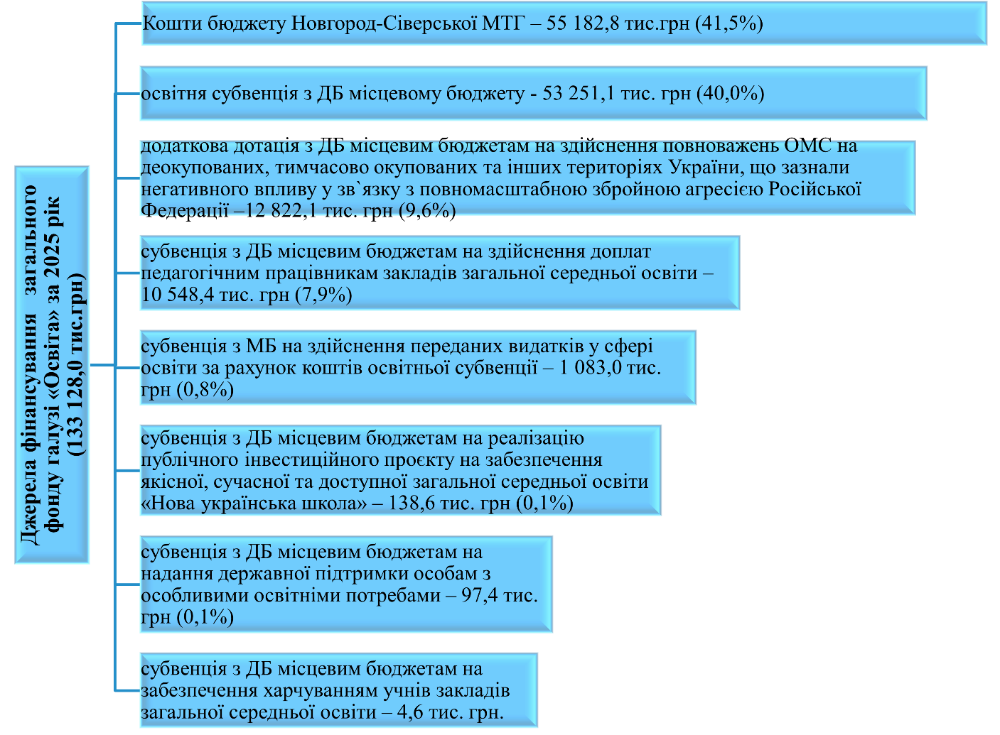 Джерела фінансування загального
фонду галузі «Освіта» за 2025 рік
(133 128,0 тис.грн)
Кошти бюджету Новгород-Сіверської МТГ – 55 182,8 тис.грн (41,5%)
освітня субвенція з ДБ місцевому бюджету - 53 251,1 тис. грн (40,0%)
додаткова дотація з ДБ місцевим бюджетам на здійснення повноважень ОМС на
деокупованих, тимчасово окупованих та інших територіях України, що зазнали
негативного впливу у зв`язку з повномасштабною збройною агресією Російської
Федерації –12 822,1 тис. грн (9,6%)
субвенція з ДБ місцевим бюджетам на здійснення доплат
педагогічним працівникам закладів загальної середньої освіти –
10 548,4 тис. грн (7,9%)
субвенція з МБ на здійснення переданих видатків у сфері
освіти за рахунок коштів освітньої субвенції – 1 083,0 тис.
грн (0,8%)
субвенція з ДБ місцевим бюджетам на реалізацію
публічного інвестиційного проєкту на забезпечення
якісної, сучасної та доступної загальної середньої освіти
«Нова українська школа» – 138,6 тис. грн (0,1%)
субвенція з ДБ місцевим бюджетам на
надання державної підтримки особам з
особливими освітніми потребами – 97,4 тис.
грн (0,1%)
субвенція з ДБ місцевим бюджетам на
забезпечення харчуванням учнів закладів
загальної середньої освіти – 4,6 тис. грн.